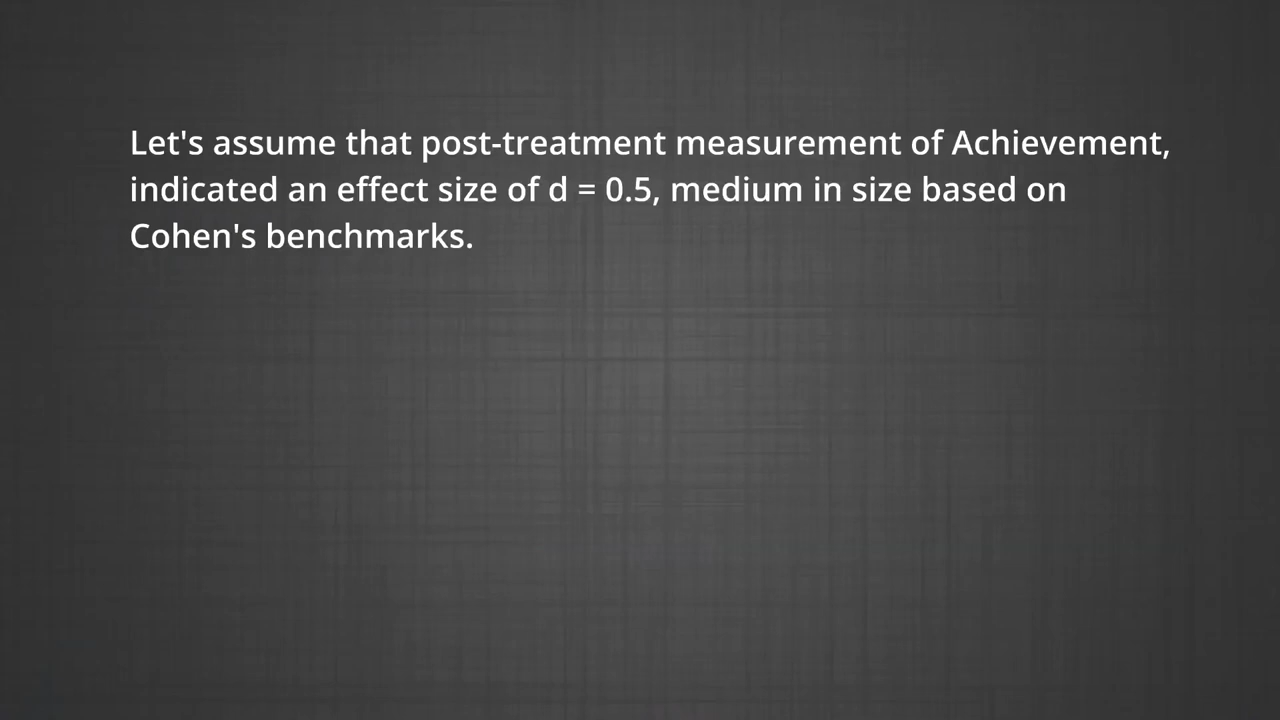 Let's assume that post-treatment measurement of Achievement,
indicated an effect size of d = 0.5, medium in size based on
Cohen's benchmarks.